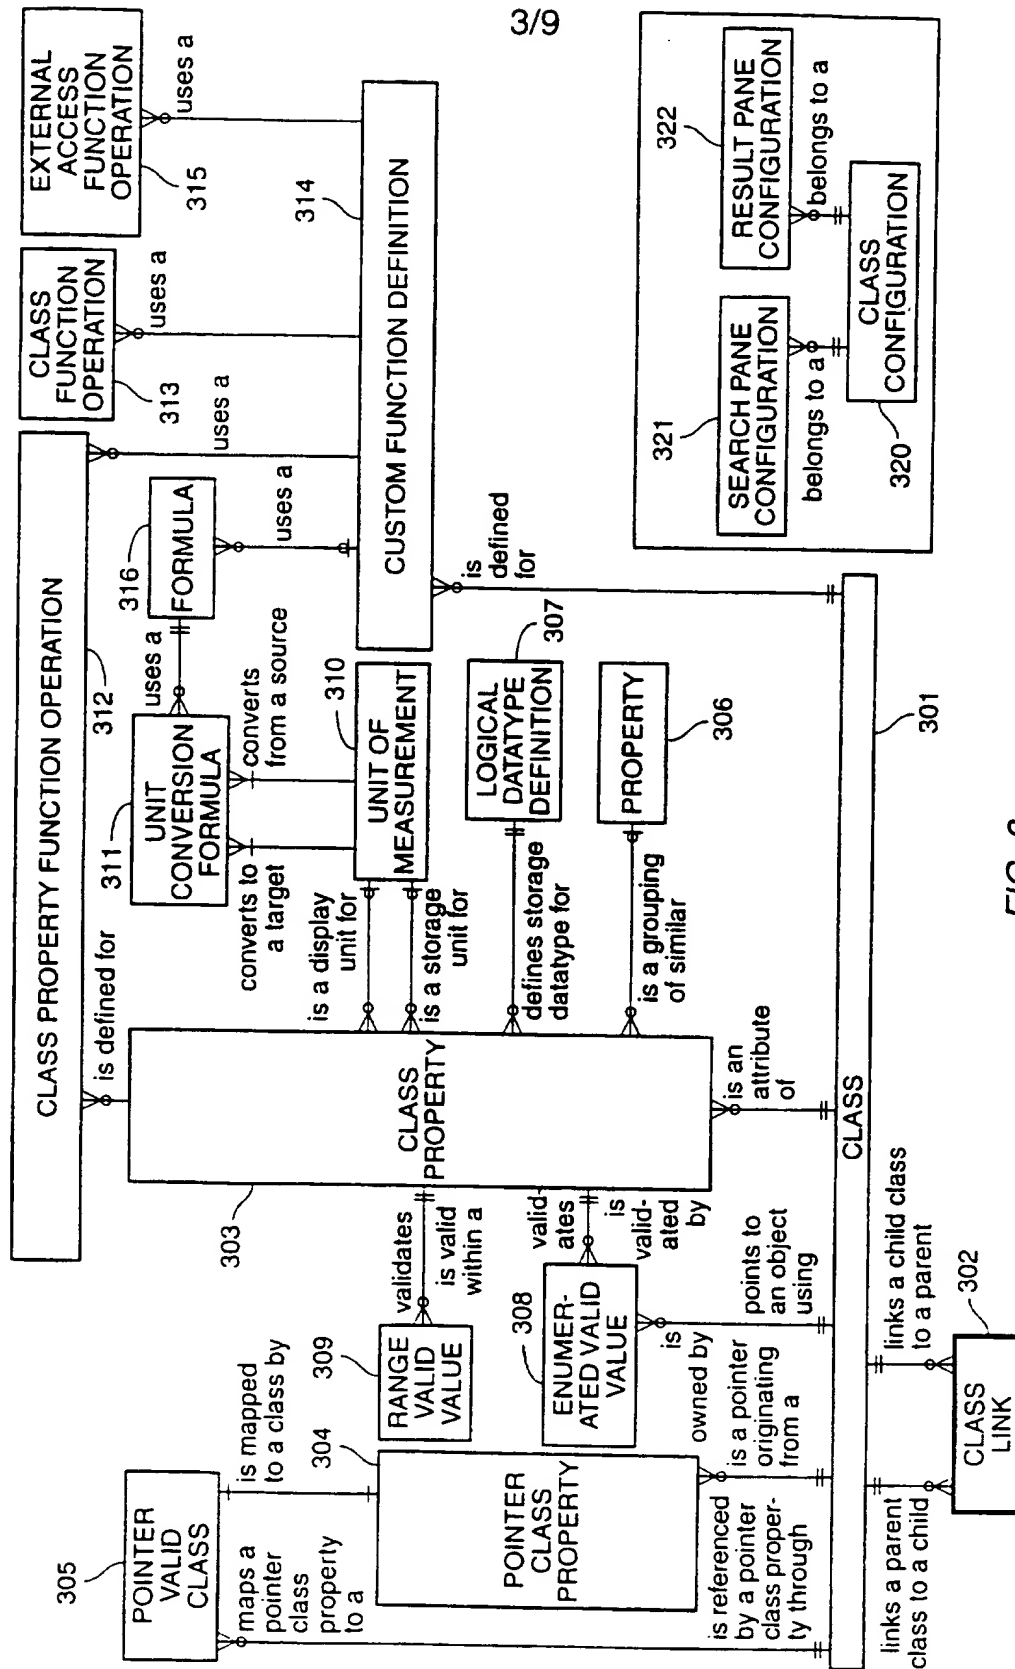 3/9
CLASS PROPERTY FUNCTION OPERATION
312
CLASS
FUNCTION
OPERATION
313
EXTERNAL
ACCESS
FUNCTION
OPERATION
315
305
POINTER
VALID
CLASS
maps a
pointer
class
property
to a
is mapped
to a class by
303
is defined for
311
UNIT
CONVERSION
FORMULA
uses a
316
FORMULA
uses a
uses a
uses a
uses a
converts to
a target
converts
from a source
310
UNIT OF
MEASUREMENT
is a display
unit for
is a storage
unit for
314
CUSTOM FUNCTION DEFINITION
is
defined
for
304
POINTER
CLASS
PROPERTY
309
RANGE
VALID
VALUE
validates
is valid
within a
CLASS
PROPERTY
308
ENUMER-
ATED VALID
VALUE
valid-
ates
is
valid-
ated
by
defines storage
datatype for
LOGICAL
DATATYPE
DEFINITION
307
is a grouping
of similar
PROPERTY
306
is an
attribute
of
is
owned by
points to
an object
using
is a pointer
originating
from a
is referenced
by a pointer
class proper-
ty through
CLASS
301
links a parent
class to a child
links a child class
to a parent
302
CLASS
LINK
321
SEARCH PANE
CONFIGURATION
belongs to a
322
RESULT PANE
CONFIGURATION
belongs to a
320
CLASS
CONFIGURATION